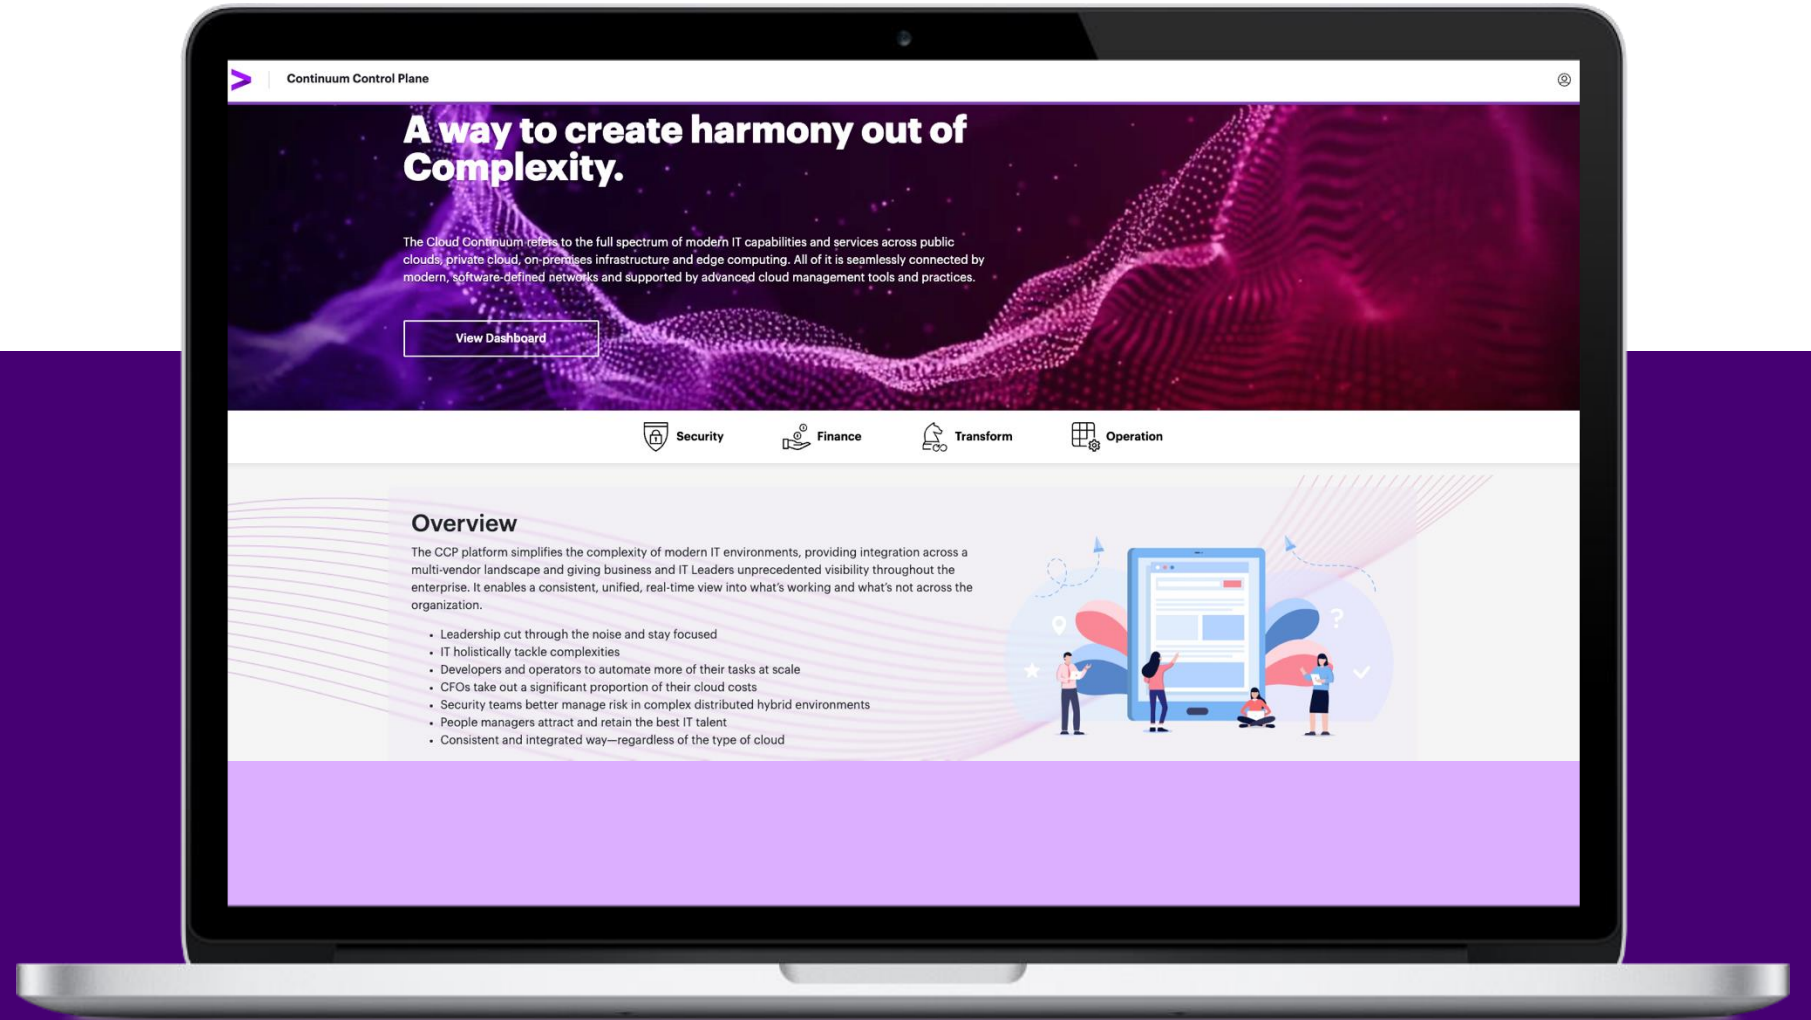 Continuum Control Plane
A way to create harmony out of
Complexity.
The Cloud Continuum refers to the full spectrum of modern IT capabilities and services across public
clouds, private cloud, on-premises infrastructure and edge computing. All of it is seamlessly connected by
modern, software-defined networks and supported by advanced cloud management tools and practices.
View Dashboard
Security
Finance
Transform
Operation
Overview
The CCP platform simplifies the complexity of modern IT environments, providing integration across a
multi-vendor landscape and giving business and IT Leaders unprecedented visibility throughout the
enterprise. It enables a consistent, unified, real-time view into what's working and what's not across the
organization.
• Leadership cut through the noise and stay focused
• IT holistically tackle complexities
• Developers and operators to automate more of their tasks at scale
• CFOs take out a significant proportion of their cloud costs
• Security teams better manage risk in complex distributed hybrid environments
• People managers attract and retain the best IT talent
• Consistent and integrated way—regardless of the type of cloud